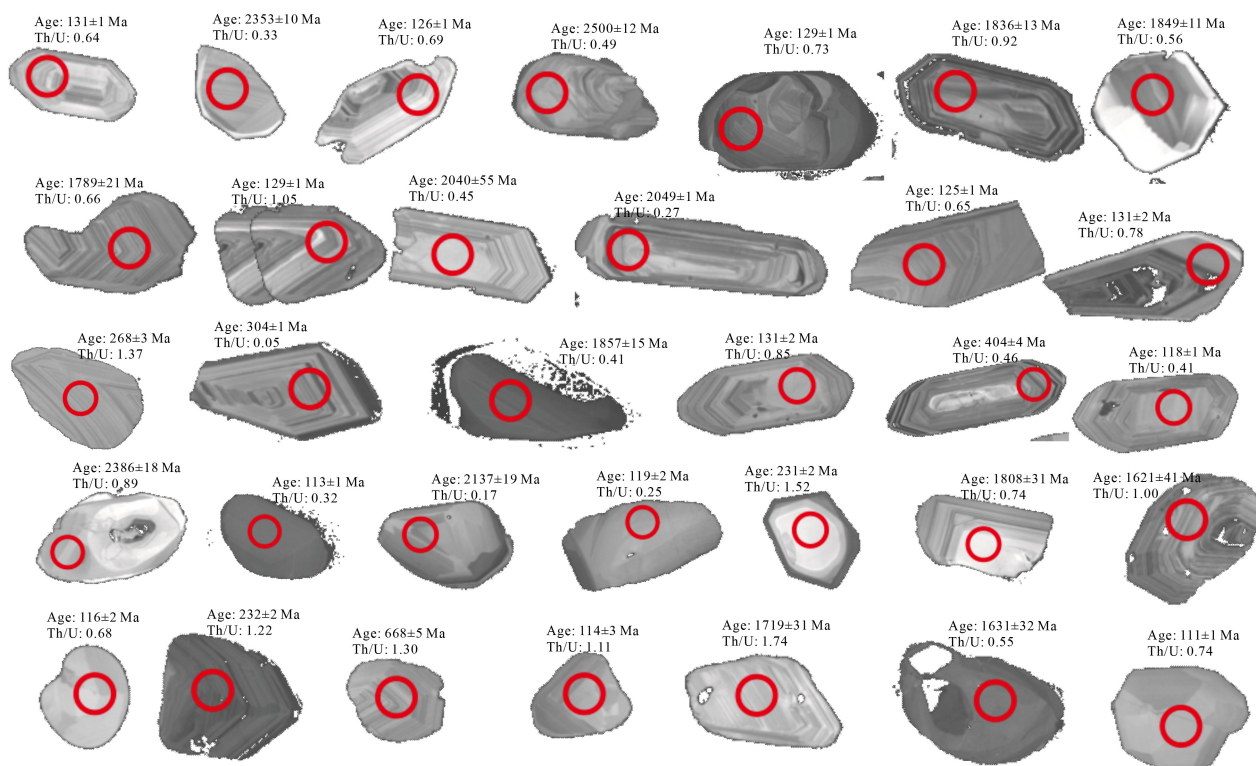 Age: 131±1 Ma
Th/U: 0.64
Age: 2353±10 Ma
Th/U: 0.33
Age: 126±1 Ma
Th/U: 0.69
Age: 2500±12 Ma
Th/U: 0.49
Age: 129±1 Ma
Th/U: 0.73
Age: 1836±13 Ma
Th/U: 0.92
Age: 1849±11 Ma
Th/U: 0.56
Age: 1789±21 Ma
Th/U: 0.66
Age: 129±1 Ma
Th/U: 1.05
Age: 2040±55 Ma
Th/U: 0.45
Age: 2049±1 Ma
Th/U: 0.27
Age: 125±1 Ma
Th/U: 0.65
Age: 131±2 Ma
Th/U: 0.78
Age: 268±3 Ma
Th/U: 1.37
Age: 304±1 Ma
Th/U: 0.05
Age: 1857±15 Ma
Th/U: 0.41
Age: 131±2 Ma
Th/U: 0.85
Age: 404±4 Ma
Th/U: 0.46
Age: 118±1 Ma
Th/U: 0.41
Age: 2386±18 Ma
Th/U: 0.89
Age: 113±1 Ma
Th/U: 0.32
Age: 2137±19 Ma
Th/U: 0.17
Age: 119±2 Ma
Th/U: 0.25
Age: 231±2 Ma
Th/U: 1.52
Age: 1808±31 Ma
Th/U: 0.74
Age: 1621±41 Ma
Th/U: 1.00
Age: 116±2 Ma
Th/U: 0.68
Age: 232±2 Ma
Th/U: 1.22
Age: 668±5 Ma
Th/U: 1.30
Age: 114±3 Ma
Th/U: 1.11
Age: 1719±31 Ma
Th/U: 1.74
Age: 1631±32 Ma
Th/U: 0.55
Age: 111±1 Ma
Th/U: 0.74